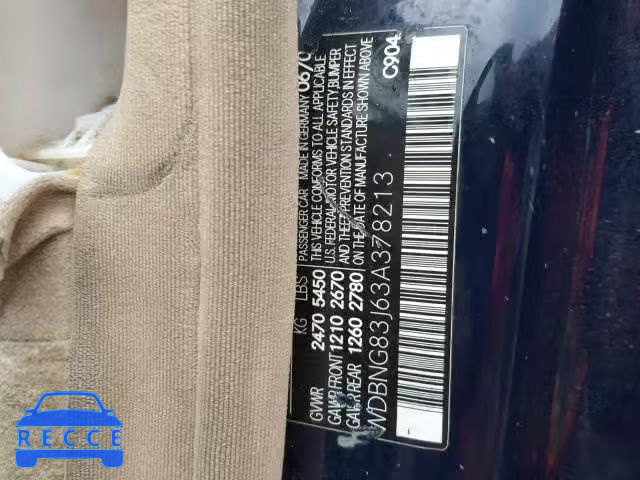 PASSENGER CAR MADE IN GERMANY 06/0
THIS VEHICLE CONFORMS TO ALL APPLICABLE
U.S. FEDERAL MOTOR VEHICLE SAFETY, BUMPER
AND THEFT PREVENTION STANDARDS IN EFFECT
ON THE DATE OF MANUFACTURE SHOWN ABOVE
C904
KG LBS
GVWR 2470 5450
GAWR FRONT 1210 2670
GAWR REAR 1260 2780
WDBNG83J63A378213
RECCE